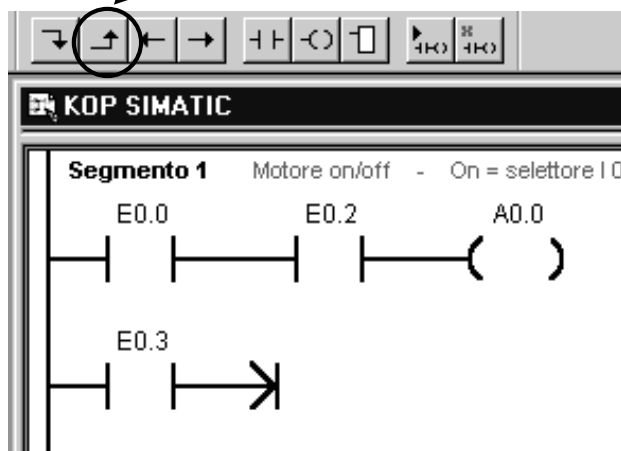 KOP SIMATIC
Segmento 1 Motore on/off - On = selettore I 0
E0.0 E0.2 A0.0
E0.3